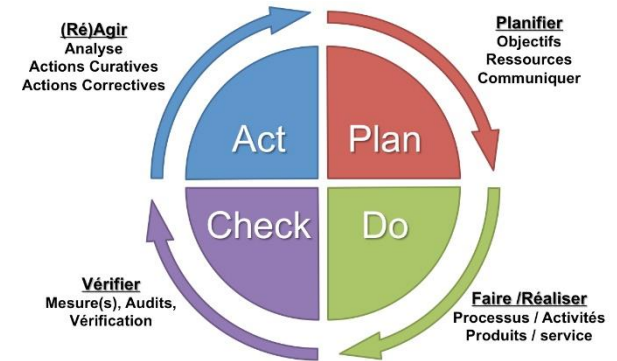 (Ré)Agir
Analyse
Actions Curatives
Actions Correctives
Planifier
Objectifs
Ressources
Communiquer
Act
Plan
Check
Do
Vérifier
Mesure(s), Audits,
Vérification
Faire /Réaliser
Processus / Activités
Produits / service